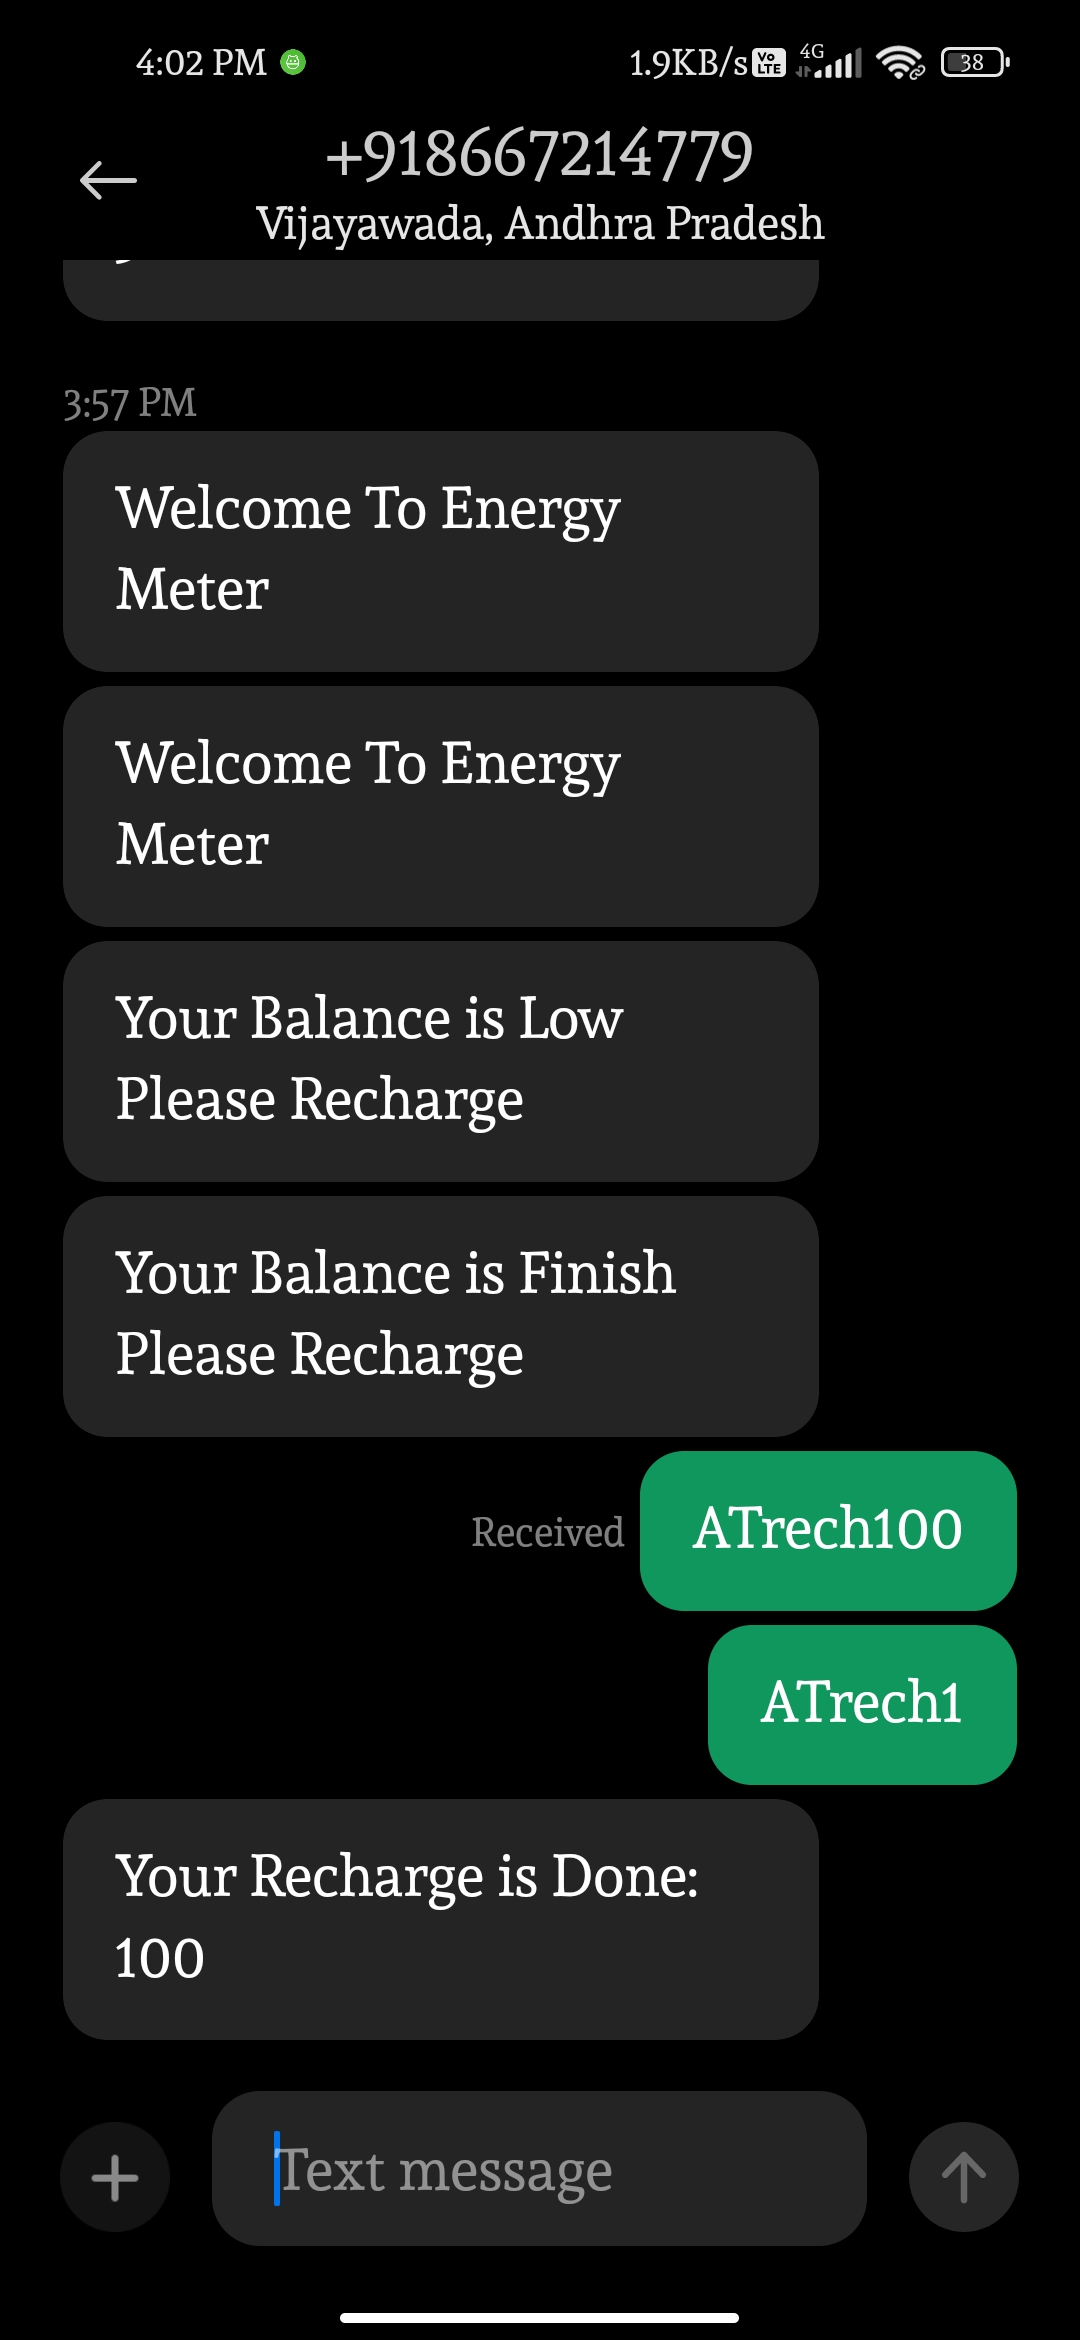 4:02 PM
1.9KB/s Vo LTE 4G 38
+918667214779
Vijayawada, Andhra Pradesh
3:57 PM
Welcome To Energy
Meter
Welcome To Energy
Meter
Your Balance is Low
Please Recharge
Your Balance is Finish
Please Recharge
Received ATrech100
ATrech1
Your Recharge is Done:
100
Text message